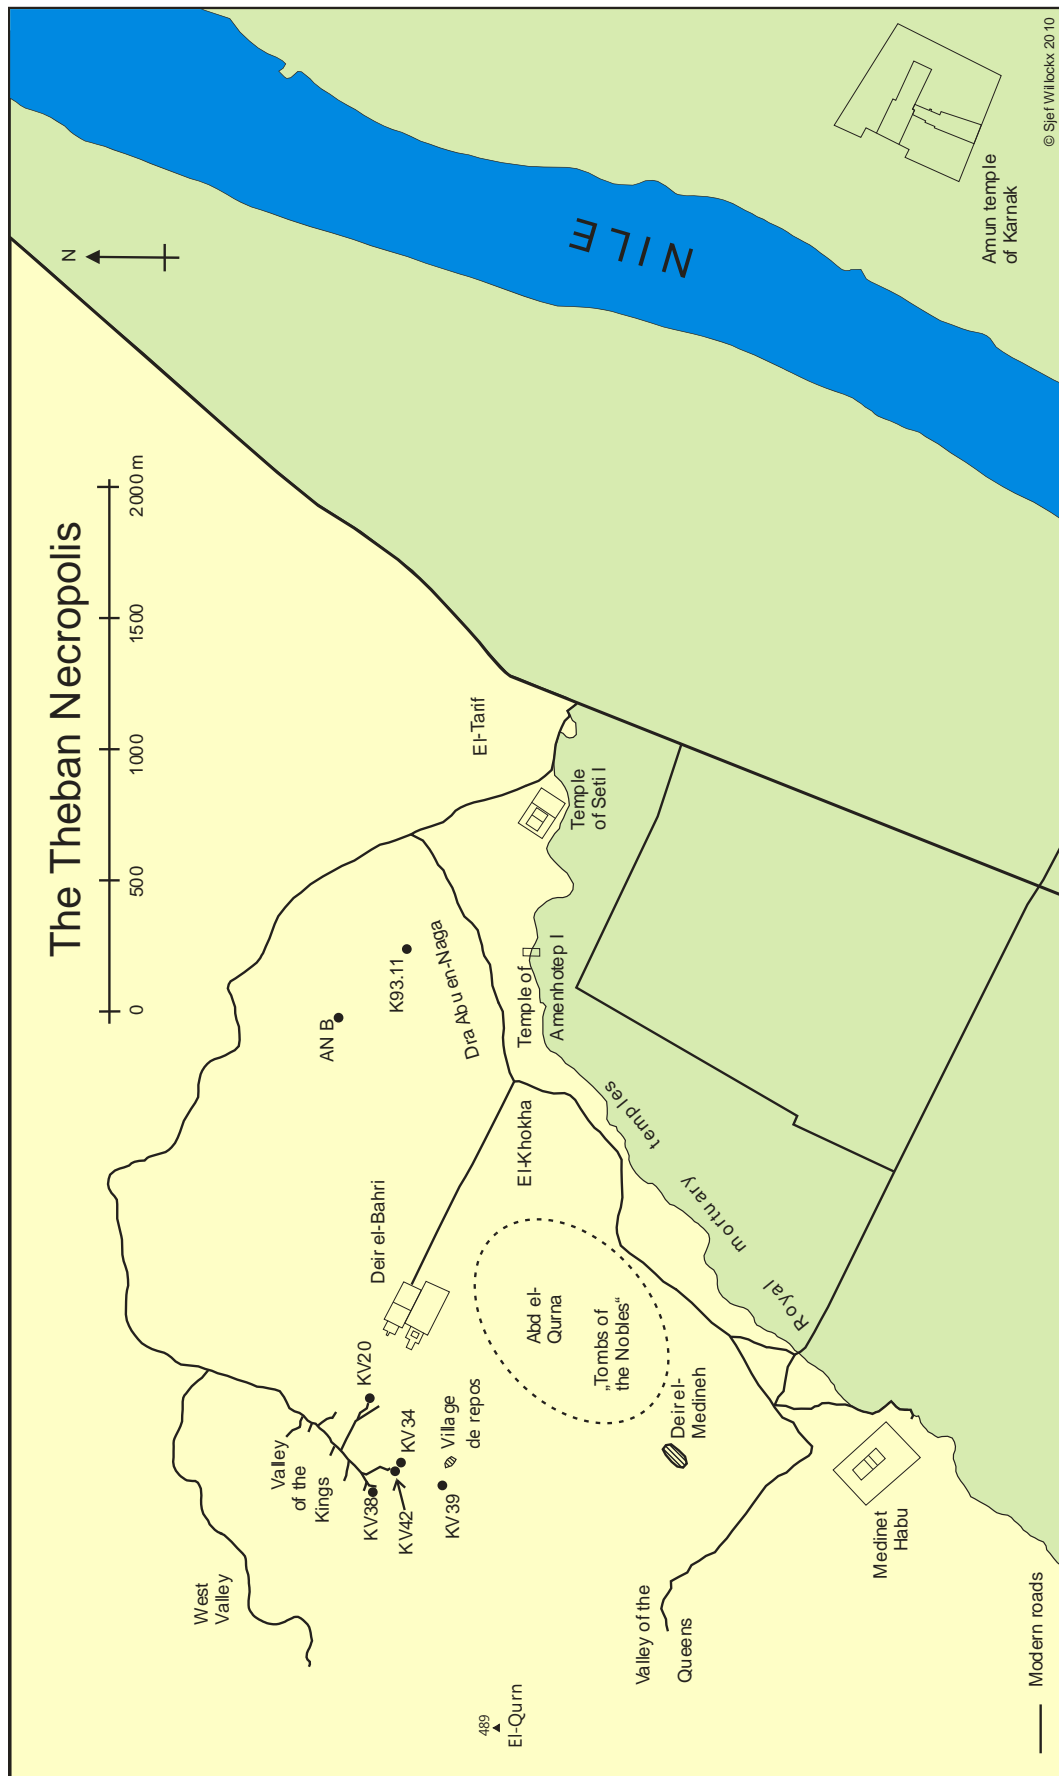 The Theban Necropolis
0
500
1000
1500
2000 m
N
West
Valley
Valley
of the
Kings
KV20
KV34
KV38
KV42
KV39
Village
de repos
Deir el-Bahri
AN B
K93.11
Dra Abu en-Naga
El-Tarif
Temple
of Seti I
Temple of
Amenhotep I
El-Khokha
Abd el-
Qurna
„Tombs of
the Nobles“
Deir el-
Medineh
Royal mortuary temples
489
El-Qurn
Valley of the
Queens
Medinet
Habu
NILE
Amun temple
of Karnak
Modern roads
© Sjef Willockx 2010